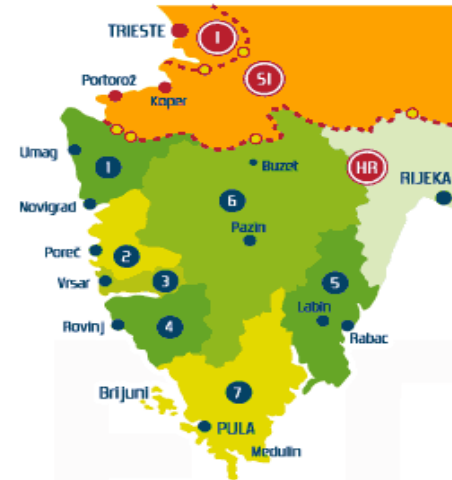 TRIESTE
I
SI
Portorož
Koper
Umag
1
Buzet
HR
RIJEKA
Novigrad
6
Pazin
Poreč
2
Vrsar
3
5
Labin
Rovinj
4
Rabac
Brijuni
7
PULA
Medulin